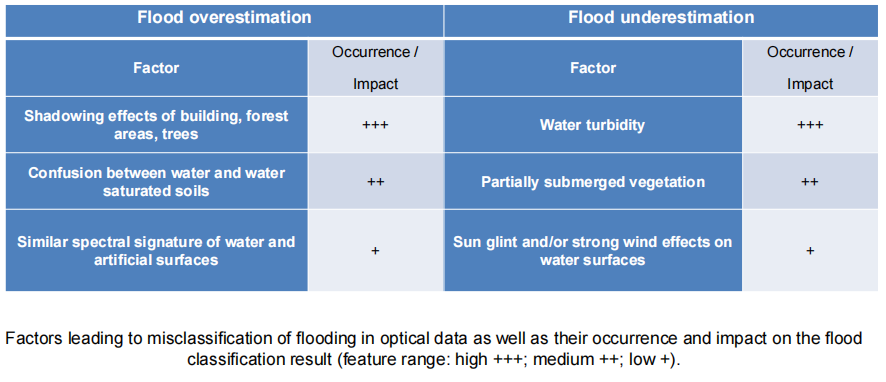 Flood overestimation
Flood underestimation
Factor
Occurrence /
Impact
Factor
Occurrence /
Impact
Shadowing effects of building, forest
areas, trees
+++
Water turbidity
+++
Confusion between water and water
saturated soils
++
Partially submerged vegetation
++
Similar spectral signature of water and
artificial surfaces
+
Sun glint and/or strong wind effects on
water surfaces
+
Factors leading to misclassification of flooding in optical data as well as their occurrence and impact on the flood
classification result (feature range: high +++; medium ++; low +).